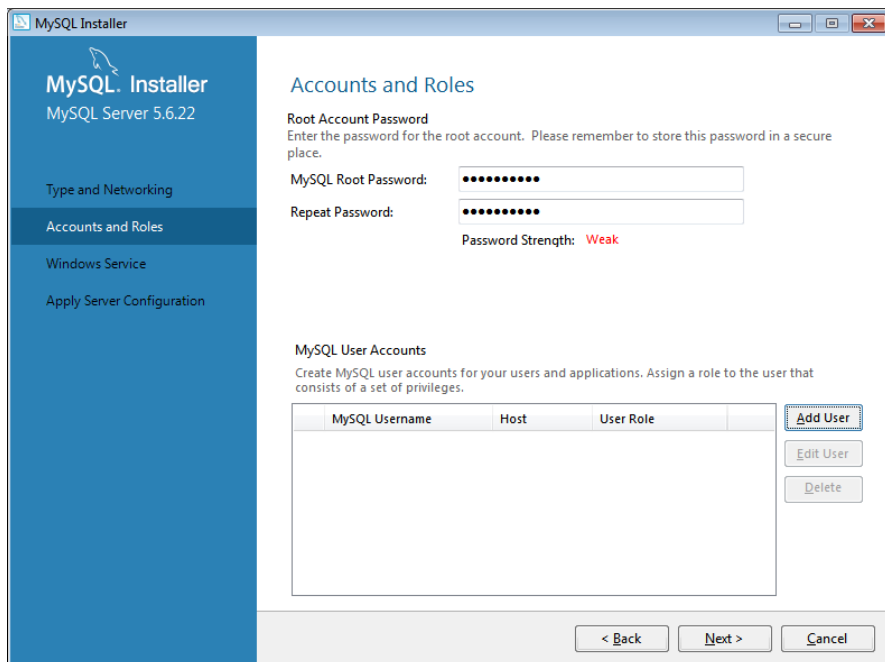 MySQL Installer
MySQL. Installer
MySQL Server 5.6.22
Type and Networking
Accounts and Roles
Windows Service
Apply Server Configuration
Accounts and Roles
Root Account Password
Enter the password for the root account. Please remember to store this password in a secure
place.
MySQL Root Password: ●●●●●●●●●●
Repeat Password: ●●●●●●●●●●
Password Strength: Weak
MySQL User Accounts
Create MySQL user accounts for your users and applications. Assign a role to the user that
consists of a set of privileges.
MySQL Username Host User Role
Add User
Edit User
Delete
< Back Next > Cancel